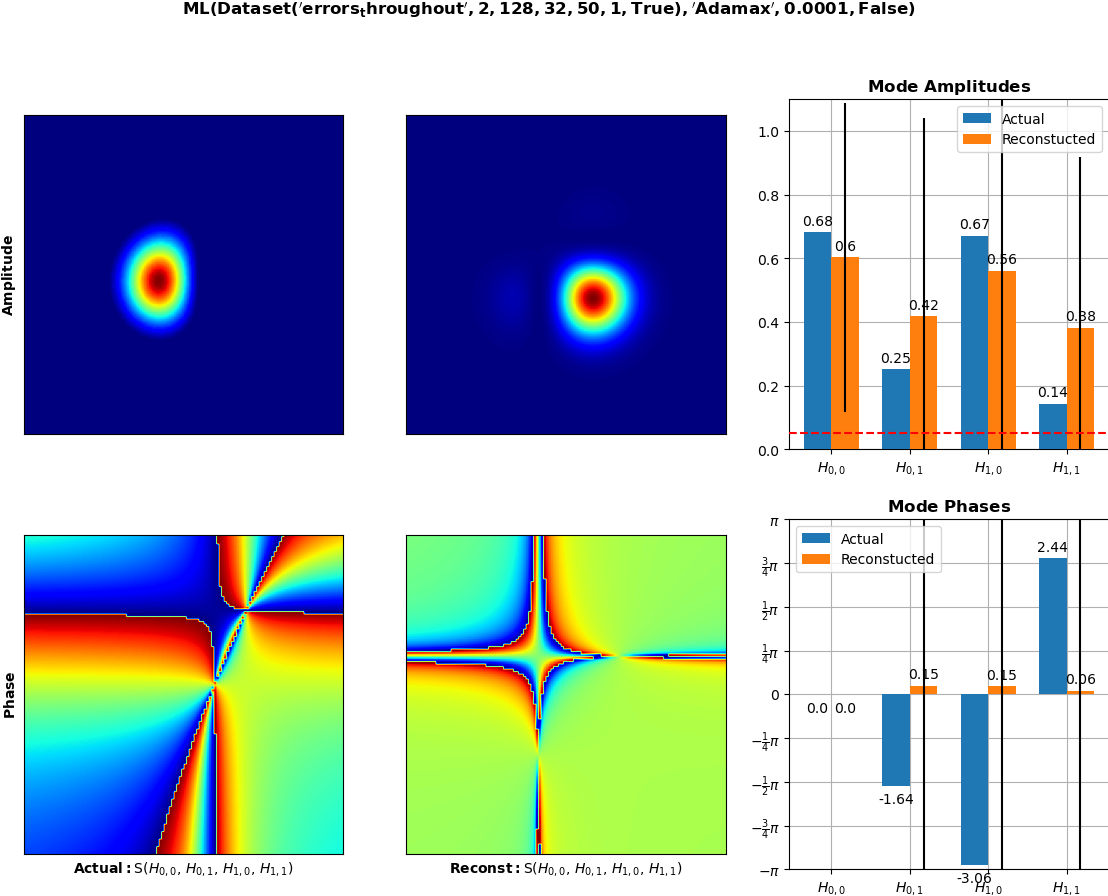 ML(Dataset('errors_throughout', 2, 128, 32, 50, 1, True), 'Adamax', 0.0001, False)
Amplitude
Mode Amplitudes
Actual
Reconstucted
1.0
0.8
0.6
0.4
0.2
0.0
0.68
0.6
0.25
0.42
0.67
0.56
0.14
0.38
H0,0
H0,1
H1,0
H1,1
Phase
Actual: S(H0,0, H0,1, H1,0, H1,1)
Reconst: S(H0,0, H0,1, H1,0, H1,1)
Mode Phases
Actual
Reconstucted
π
3/4π
1/2π
1/4π
0
−1/4π
−1/2π
−3/4π
−π
0.0
0.0
-1.64
0.15
-3.06
0.15
2.44
0.06
H0,0
H0,1
H1,0
H1,1